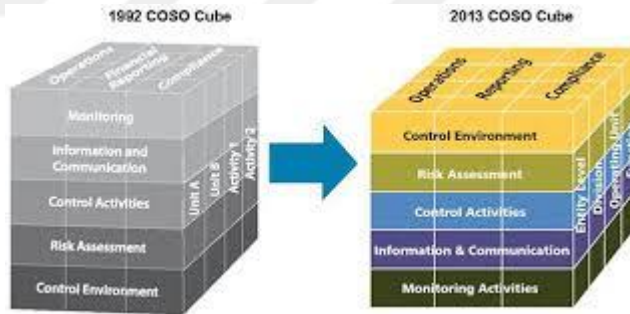 1992 COSO Cube
2013 COSO Cube
Operations
Financial
Reporting
Compliance
Monitoring
Information and
Communication
Control Activities
Risk Assessment
Control Environment
Unit A
Unit B
Activity 1
Activity 2
Operations
Reporting
Compliance
Control Environment
Risk Assessment
Control Activities
Information & Communication
Monitoring Activities
Entity Level
Division
Operating Unit